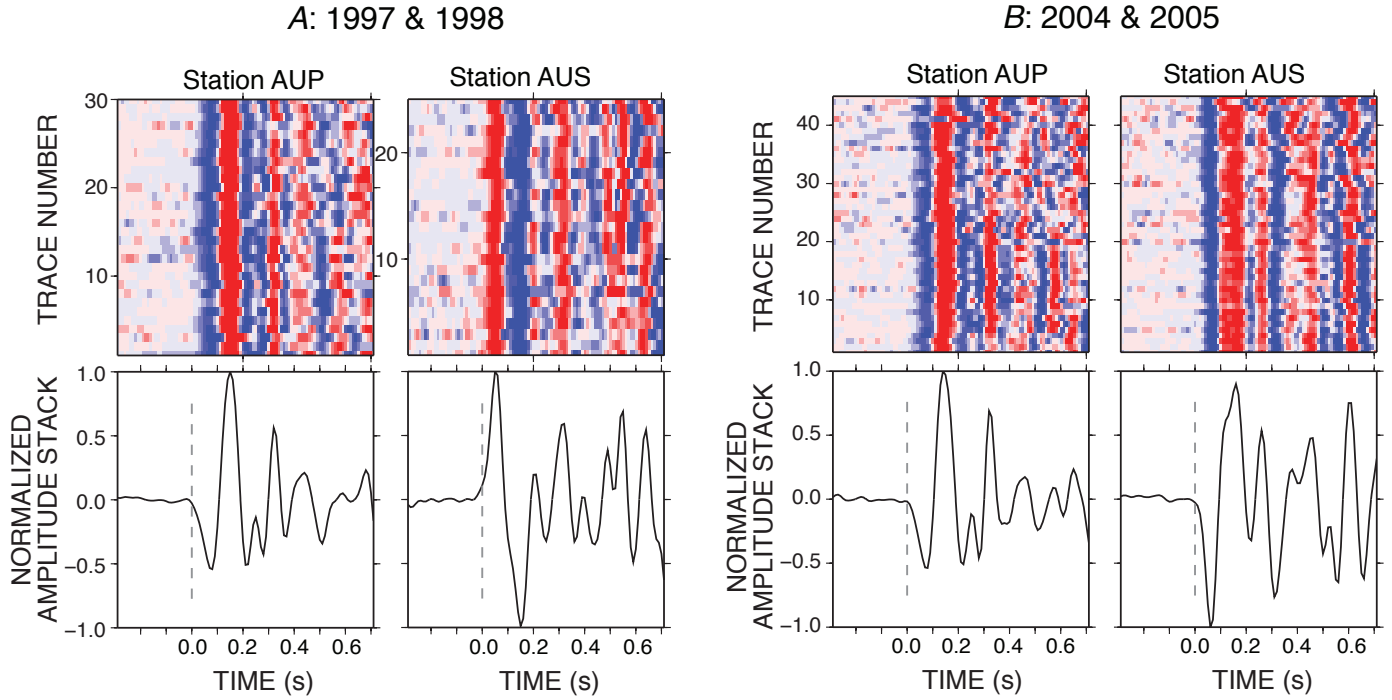 A: 1997 & 1998
B: 2004 & 2005
Station AUP
Station AUS
Station AUP
Station AUS
TRACE NUMBER
30
20
10
20
10
TRACE NUMBER
40
30
20
10
NORMALIZED
AMPLITUDE STACK
1.0
0.5
0.0
−0.5
−1.0
NORMALIZED
AMPLITUDE STACK
1.0
0.5
0.0
−0.5
−1.0
0.0 0.2 0.4 0.6
0.0 0.2 0.4 0.6
0.0 0.2 0.4 0.6
0.0 0.2 0.4 0.6
TIME (s)
TIME (s)
TIME (s)
TIME (s)